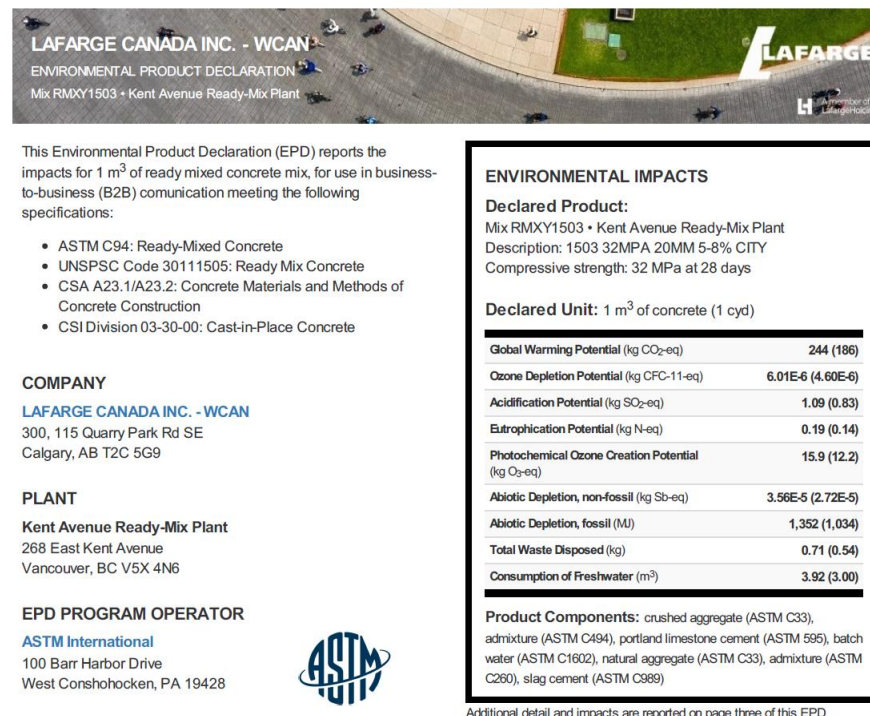 LAFARGE CANADA INC. - WCAN
ENVIRONMENTAL PRODUCT DECLARATION
Mix RMXY1503 • Kent Avenue Ready-Mix Plant
LAFARGE
A member of
LafargeHolcim
This Environmental Product Declaration (EPD) reports the
impacts for 1 m³ of ready mixed concrete mix, for use in business-
to-business (B2B) comunication meeting the following
specifications:
• ASTM C94: Ready-Mixed Concrete
• UNSPSC Code 30111505: Ready Mix Concrete
• CSA A23.1/A23.2: Concrete Materials and Methods of
Concrete Construction
• CSI Division 03-30-00: Cast-in-Place Concrete
COMPANY
LAFARGE CANADA INC. - WCAN
300, 115 Quarry Park Rd SE
Calgary, AB T2C 5G9
PLANT
Kent Avenue Ready-Mix Plant
268 East Kent Avenue
Vancouver, BC V5X 4N6
EPD PROGRAM OPERATOR
ASTM International
100 Barr Harbor Drive
West Conshohocken, PA 19428
ASTM
ENVIRONMENTAL IMPACTS
Declared Product:
Mix RMXY1503 • Kent Avenue Ready-Mix Plant
Description: 1503 32MPA 20MM 5-8% CITY
Compressive strength: 32 MPa at 28 days
Declared Unit: 1 m³ of concrete (1 cyd)
Global Warming Potential (kg CO₂-eq) 244 (186)
Ozone Depletion Potential (kg CFC-11-eq) 6.01E-6 (4.60E-6)
Acidification Potential (kg SO₂-eq) 1.09 (0.83)
Eutrophication Potential (kg N-eq) 0.19 (0.14)
Photochemical Ozone Creation Potential 15.9 (12.2)
(kg O₃-eq)
Abiotic Depletion, non-fossil (kg Sb-eq) 3.56E-5 (2.72E-5)
Abiotic Depletion, fossil (MJ) 1,352 (1,034)
Total Waste Disposed (kg) 0.71 (0.54)
Consumption of Freshwater (m³) 3.92 (3.00)
Product Components: crushed aggregate (ASTM C33),
admixture (ASTM C494), portland limestone cement (ASTM 595), batch
water (ASTM C1602), natural aggregate (ASTM C33), admixture (ASTM
C260), slag cement (ASTM C989)
Additional detail and impacts are reported on page three of this EPD